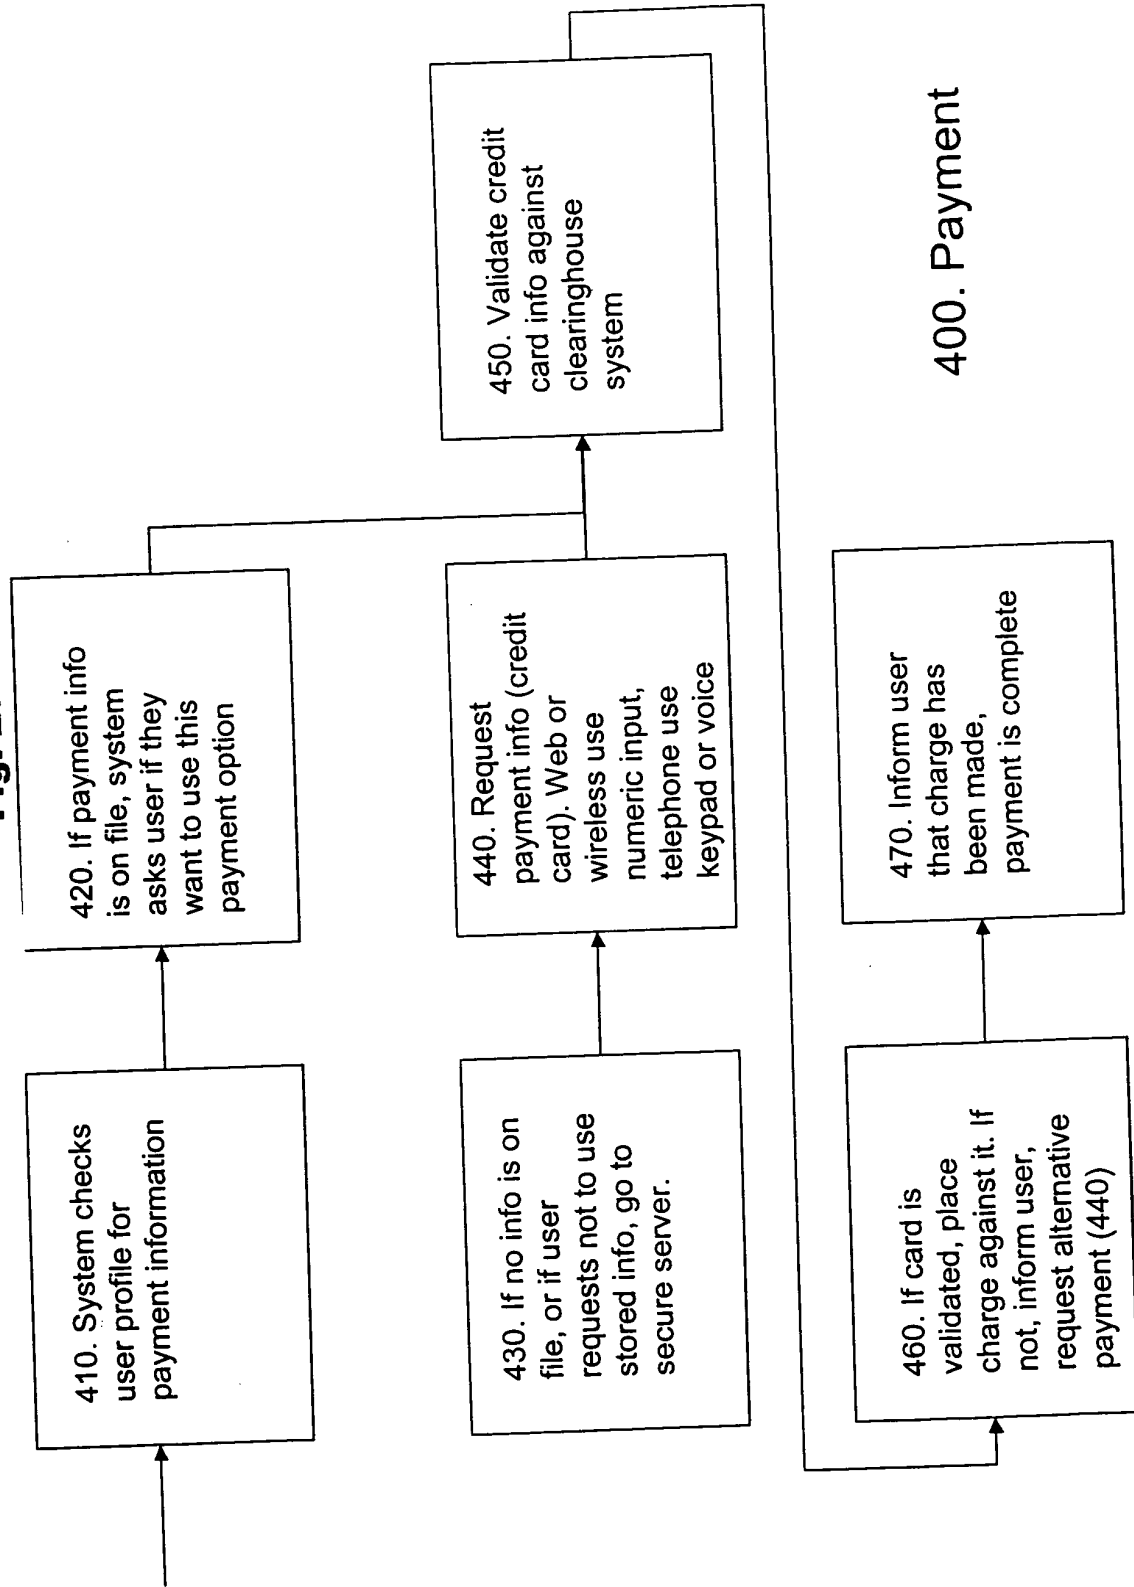 410. System checks
user profile for
payment information
420. If payment info
is on file, system
asks user if they
want to use this
payment option
430. If no info is on
file, or if user
requests not to use
stored info, go to
secure server.
440. Request
payment info (credit
card). Web or
wireless use
numeric input,
telephone use
keypad or voice
450. Validate credit
card info against
clearinghouse
system
460. If card is
validated, place
charge against it. If
not, inform user,
request alternative
payment (440)
470. Inform user
that charge has
been made,
payment is complete
400. Payment